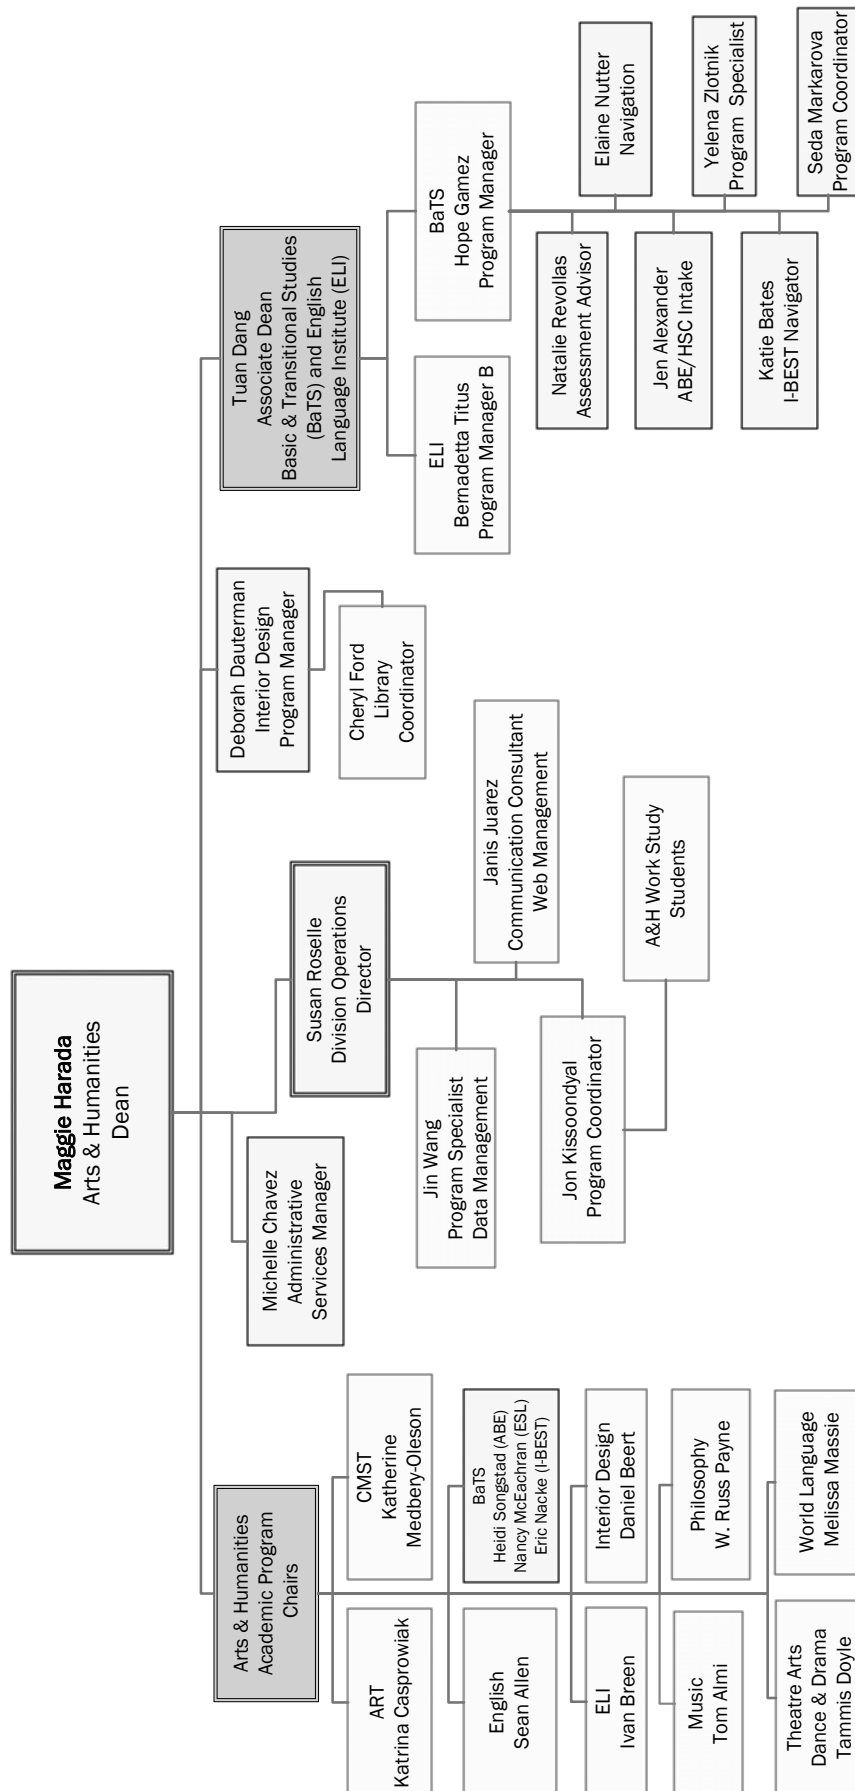 Maggie Harada
Arts & Humanities
Dean
Arts & Humanities
Academic Program
Chairs
ART
Katrina Casprowiak
CMST
Katherine
Medbery-Oleson
English
Sean Allen
BaTS
Heidi Songstad (ABE)
Nancy McEachran (ESL)
Eric Nacke (I-BEST)
ELI
Ivan Breen
Interior Design
Daniel Beert
Music
Tom Almi
Philosophy
W. Russ Payne
Theatre Arts
Dance & Drama
Tammis Doyle
World Language
Melissa Massie
Michelle Chavez
Administrative
Services Manager
Susan Roselle
Division Operations
Director
Jin Wang
Program Specialist
Data Management
Janis Juarez
Communication Consultant
Web Management
Jon Kissoondyal
Program Coordinator
A&H Work Study
Students
Deborah Dauterman
Interior Design
Program Manager
Cheryl Ford
Library
Coordinator
Tuan Dang
Associate Dean
Basic & Transitional Studies
(BaTS) and English
Language Institute (ELI)
ELI
Bernadetta Titus
Program Manager B
BaTS
Hope Gamez
Program Manager
Natalie Revollas
Assessment Advisor
Elaine Nutter
Navigation
Jen Alexander
ABE/HSC Intake
Yelena Zlotnik
Program Specialist
Katie Bates
I-BEST Navigator
Seda Markarova
Program Coordinator